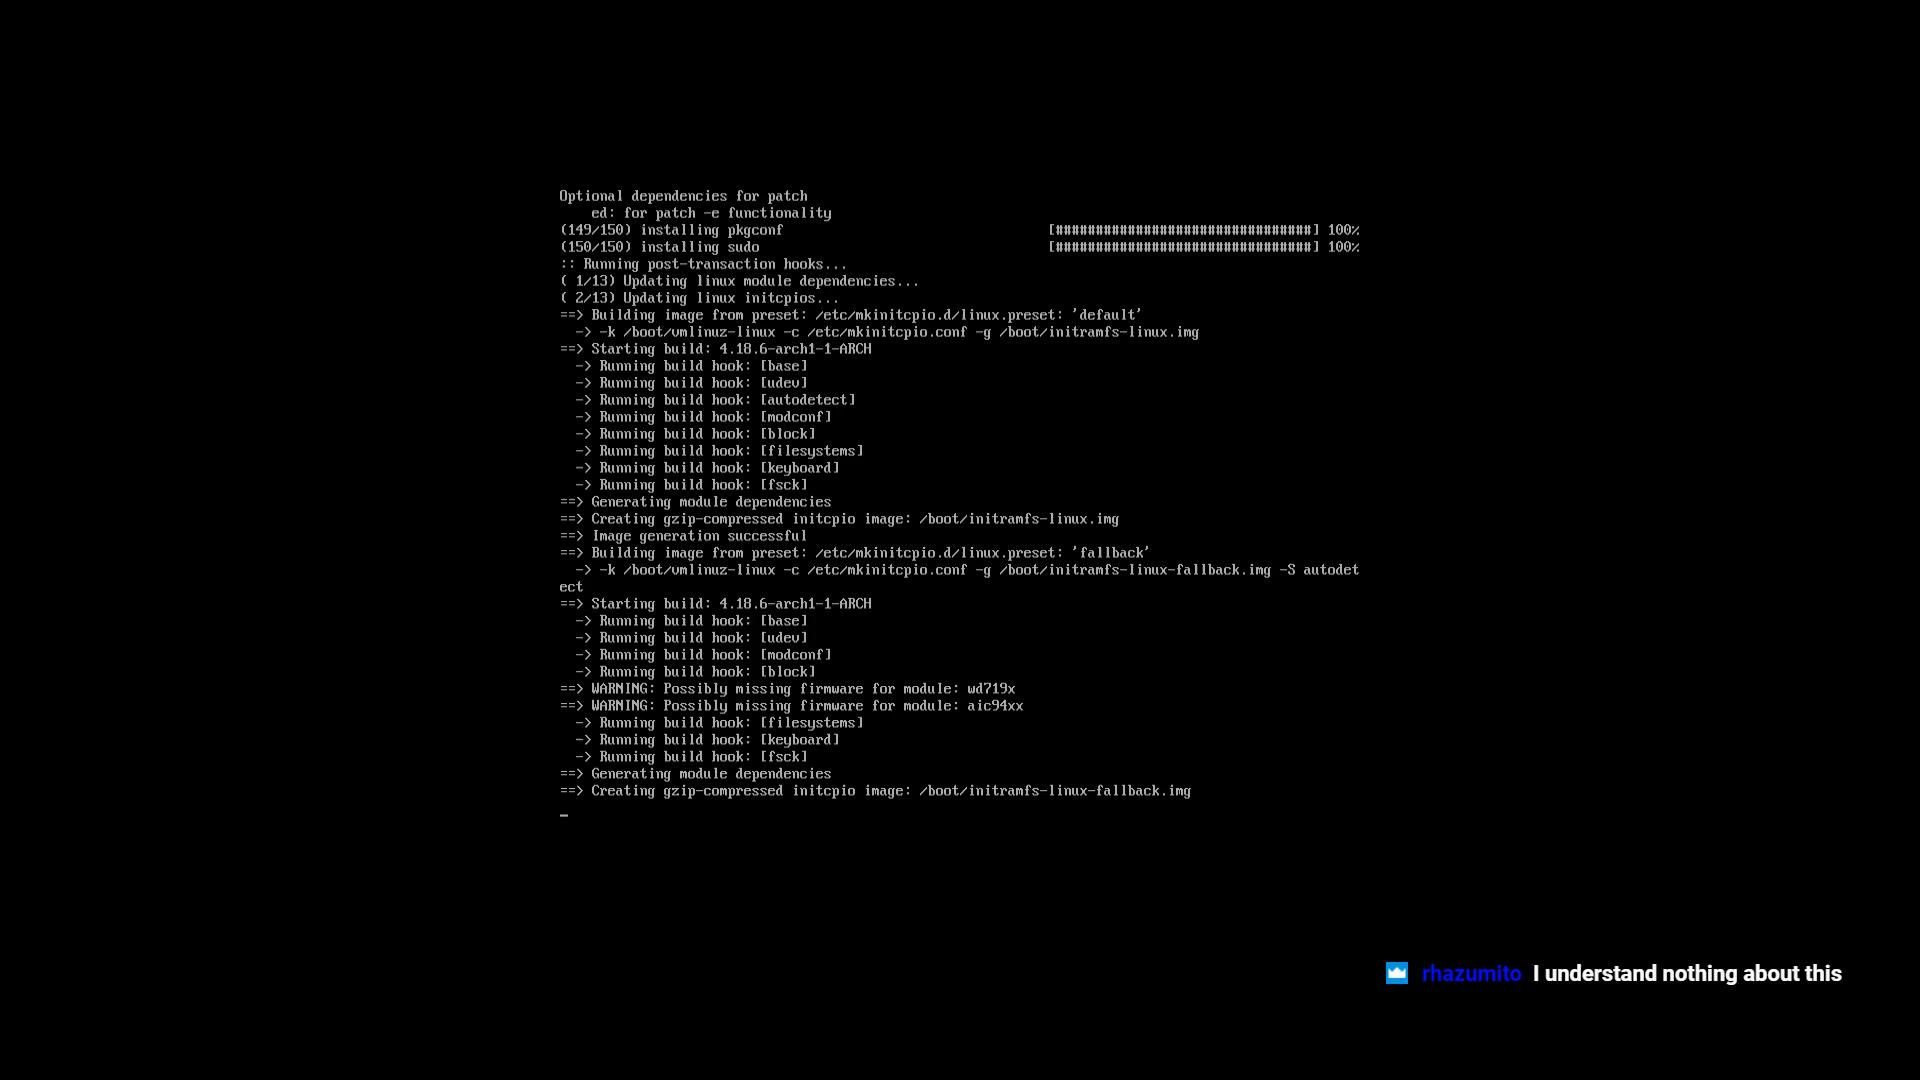 Optional dependencies for patch
    ed: for patch -e functionality
(149/150) installing pkgconf [################################] 100%
(150/150) installing sudo [################################] 100%
:: Running post-transaction hooks...
( 1/13) Updating linux module dependencies...
( 2/13) Updating linux initcpios...
==> Building image from preset: /etc/mkinitcpio.d/linux.preset: 'default'
  -> -k /boot/vmlinuz-linux -c /etc/mkinitcpio.conf -g /boot/initramfs-linux.img
==> Starting build: 4.18.6-arch1-1-ARCH
  -> Running build hook: [base]
  -> Running build hook: [udev]
  -> Running build hook: [autodetect]
  -> Running build hook: [modconf]
  -> Running build hook: [block]
  -> Running build hook: [filesystems]
  -> Running build hook: [keyboard]
  -> Running build hook: [fsck]
==> Generating module dependencies
==> Creating gzip-compressed initcpio image: /boot/initramfs-linux.img
==> Image generation successful
==> Building image from preset: /etc/mkinitcpio.d/linux.preset: 'fallback'
  -> -k /boot/vmlinuz-linux -c /etc/mkinitcpio.conf -g /boot/initramfs-linux-fallback.img -S autodet
ect
==> Starting build: 4.18.6-arch1-1-ARCH
  -> Running build hook: [base]
  -> Running build hook: [udev]
  -> Running build hook: [modconf]
  -> Running build hook: [block]
==> WARNING: Possibly missing firmware for module: wd719x
==> WARNING: Possibly missing firmware for module: aic94xx
  -> Running build hook: [filesystems]
  -> Running build hook: [keyboard]
  -> Running build hook: [fsck]
==> Generating module dependencies
==> Creating gzip-compressed initcpio image: /boot/initramfs-linux-fallback.img
_
rhazumito I understand nothing about this